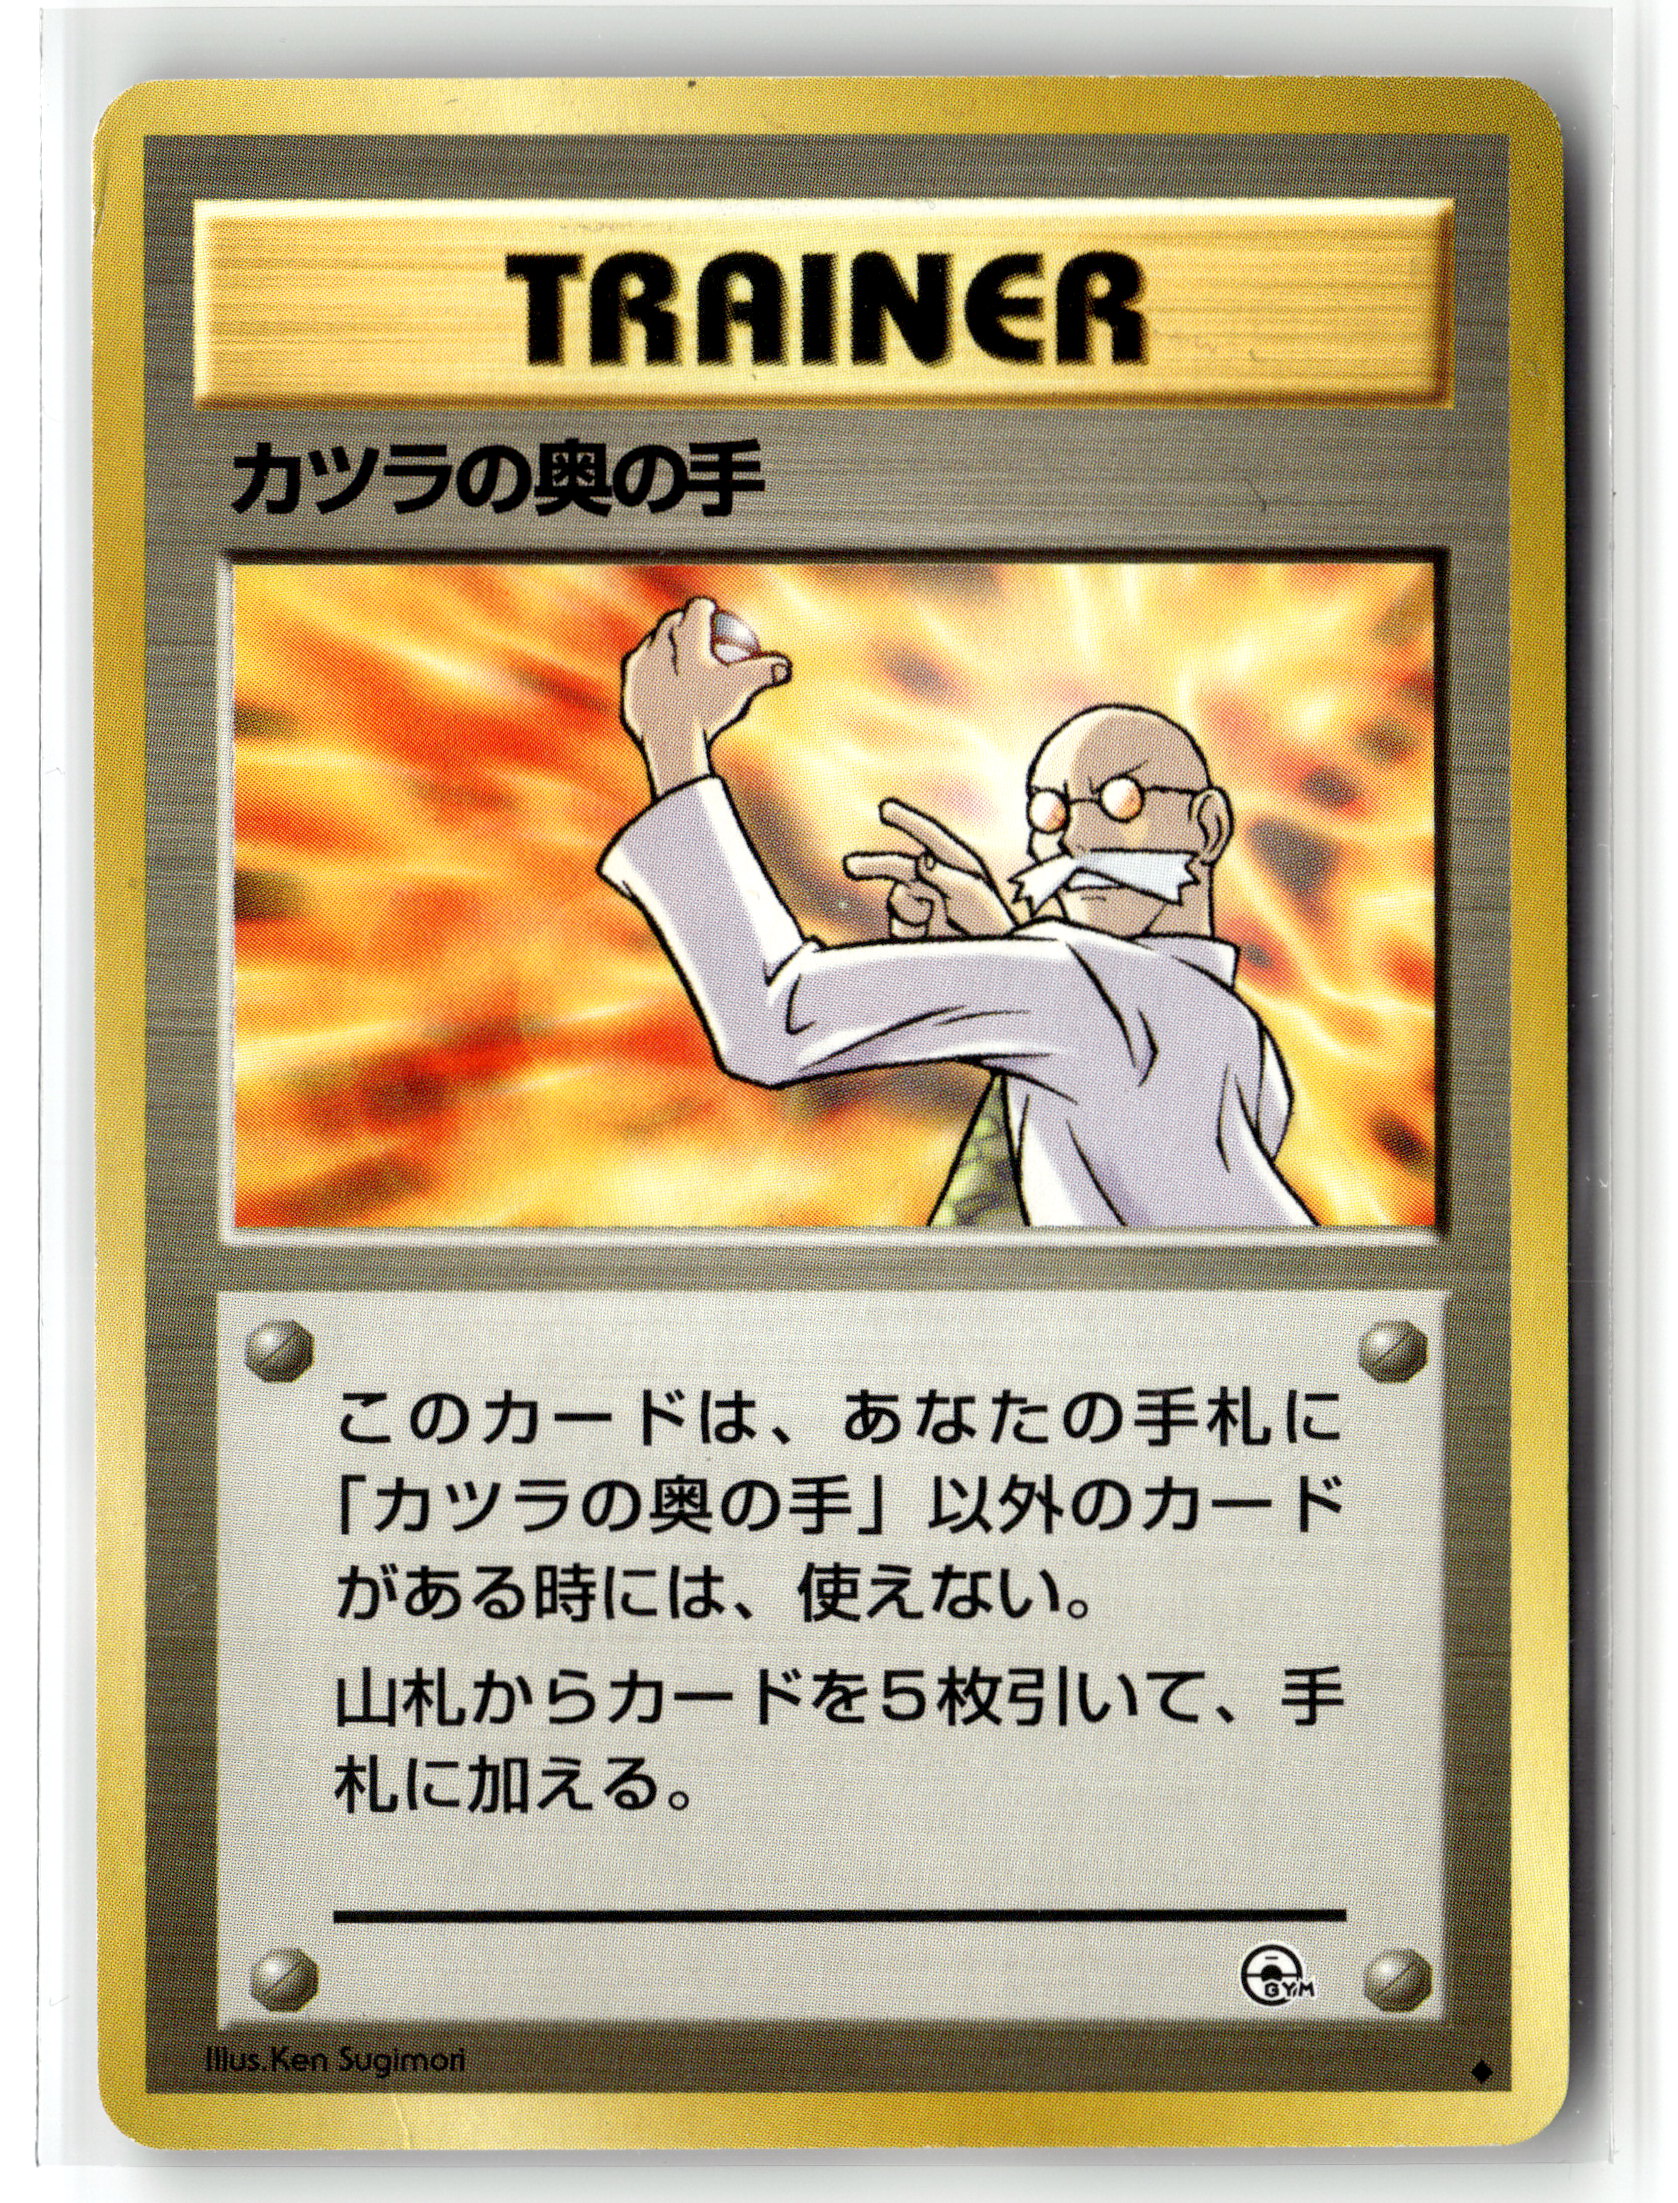 TRAINER
カツラの奥の手
このカードは、あなたの手札に
「カツラの奥の手」以外のカード
がある時には、使えない。
山札からカードを5枚引いて、手
札に加える。
GYM
Illus.Ken Sugimori